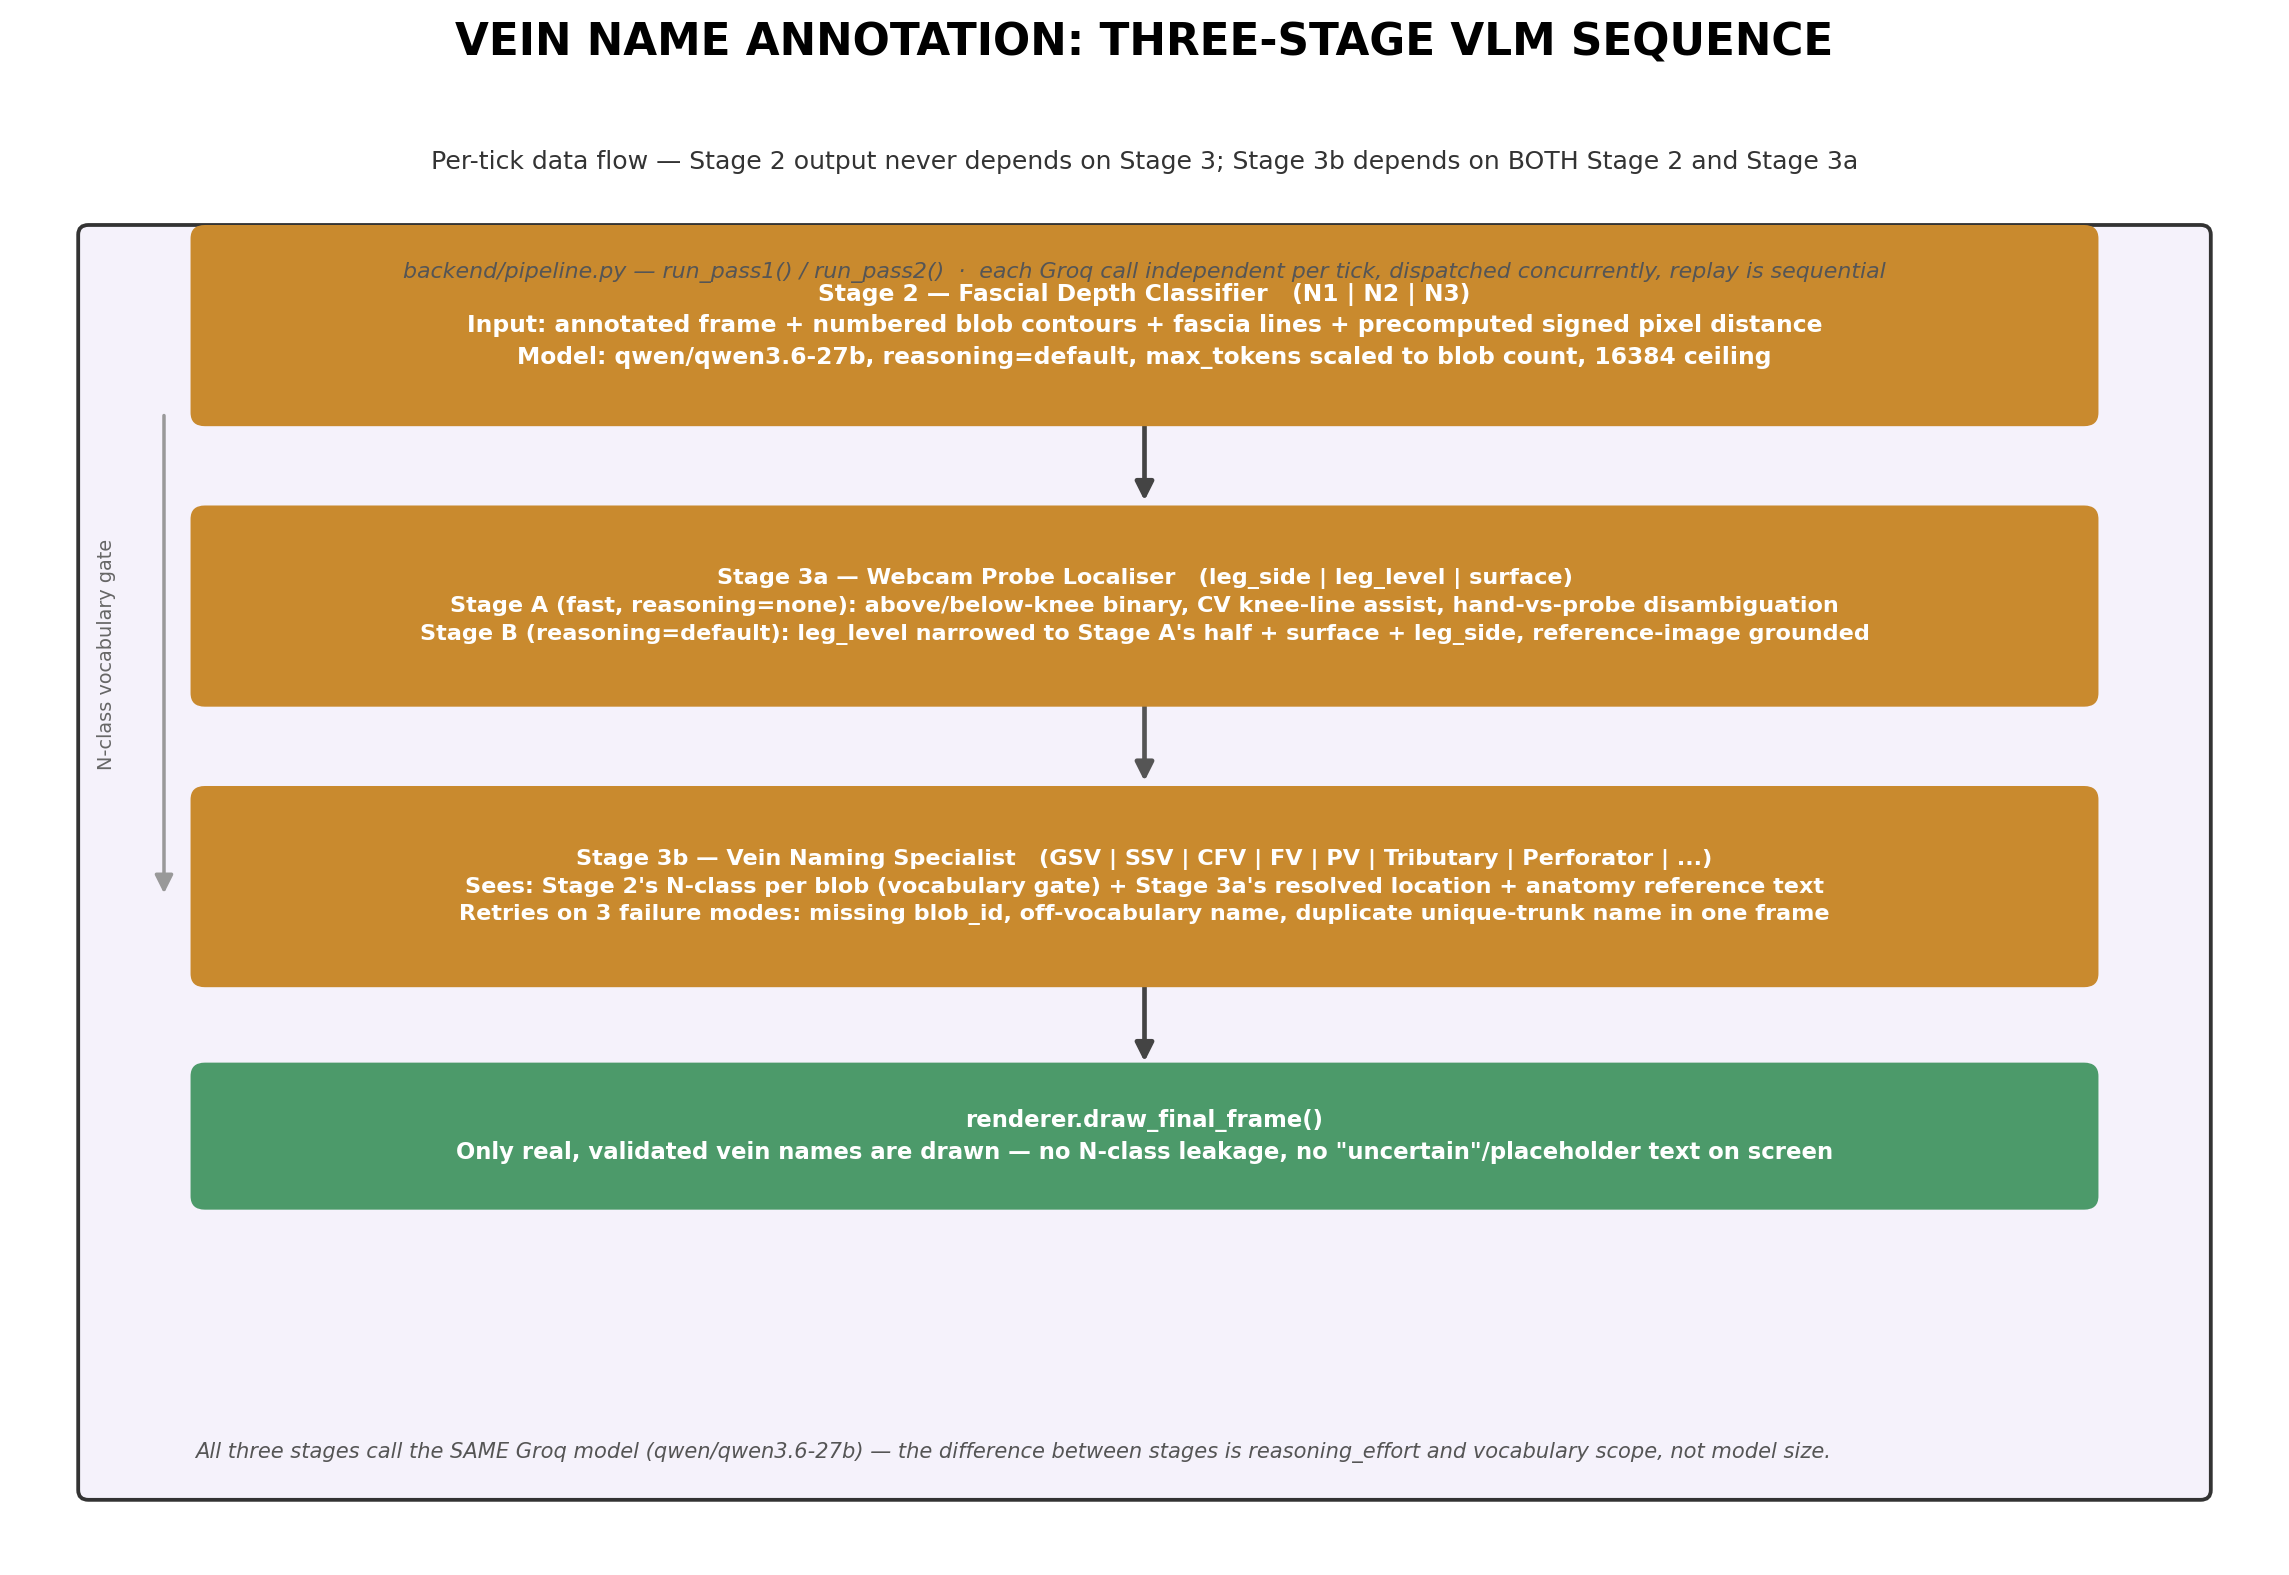 VEIN NAME ANNOTATION: THREE-STAGE VLM SEQUENCE
Per-tick data flow — Stage 2 output never depends on Stage 3; Stage 3b depends on BOTH Stage 2 and Stage 3a
backend/pipeline.py — run_pass1() / run_pass2()  ·  each Groq call independent per tick, dispatched concurrently, replay is sequential
Stage 2 — Fascial Depth Classifier   (N1 | N2 | N3)
Input: annotated frame + numbered blob contours + fascia lines + precomputed signed pixel distance
Model: qwen/qwen3.6-27b, reasoning=default, max_tokens scaled to blob count, 16384 ceiling
N-class vocabulary gate
Stage 3a — Webcam Probe Localiser   (leg_side | leg_level | surface)
Stage A (fast, reasoning=none): above/below-knee binary, CV knee-line assist, hand-vs-probe disambiguation
Stage B (reasoning=default): leg_level narrowed to Stage A's half + surface + leg_side, reference-image grounded
Stage 3b — Vein Naming Specialist   (GSV | SSV | CFV | FV | PV | Tributary | Perforator | ...)
Sees: Stage 2's N-class per blob (vocabulary gate) + Stage 3a's resolved location + anatomy reference text
Retries on 3 failure modes: missing blob_id, off-vocabulary name, duplicate unique-trunk name in one frame
renderer.draw_final_frame()
Only real, validated vein names are drawn — no N-class leakage, no "uncertain"/placeholder text on screen
All three stages call the SAME Groq model (qwen/qwen3.6-27b) — the difference between stages is reasoning_effort and vocabulary scope, not model size.